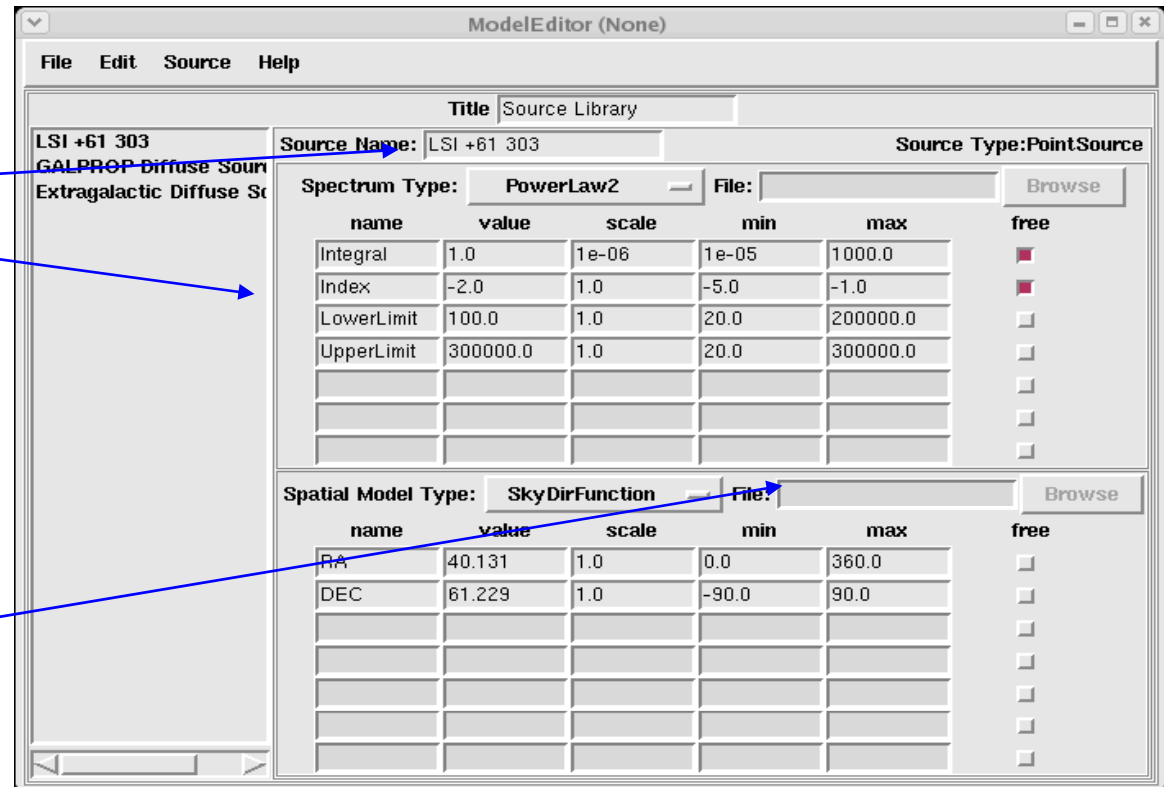 ModelEditor (None)
File Edit Source Help
Title Source Library
LSI +61 303
GALPROP Diffuse Sour
Extragalactic Diffuse So
Source Name: LSI +61 303 Source Type:PointSource
Spectrum Type: PowerLaw2 File: Browse
name value scale min max free
Integral 1.0 1e-06 1e-05 1000.0
Index -2.0 1.0 -5.0 -1.0
LowerLimit 100.0 1.0 20.0 200000.0
UpperLimit 300000.0 1.0 20.0 300000.0
Spatial Model Type: SkyDirFunction File: Browse
name value scale min max free
RA 40.131 1.0 0.0 360.0
DEC 61.229 1.0 -90.0 90.0